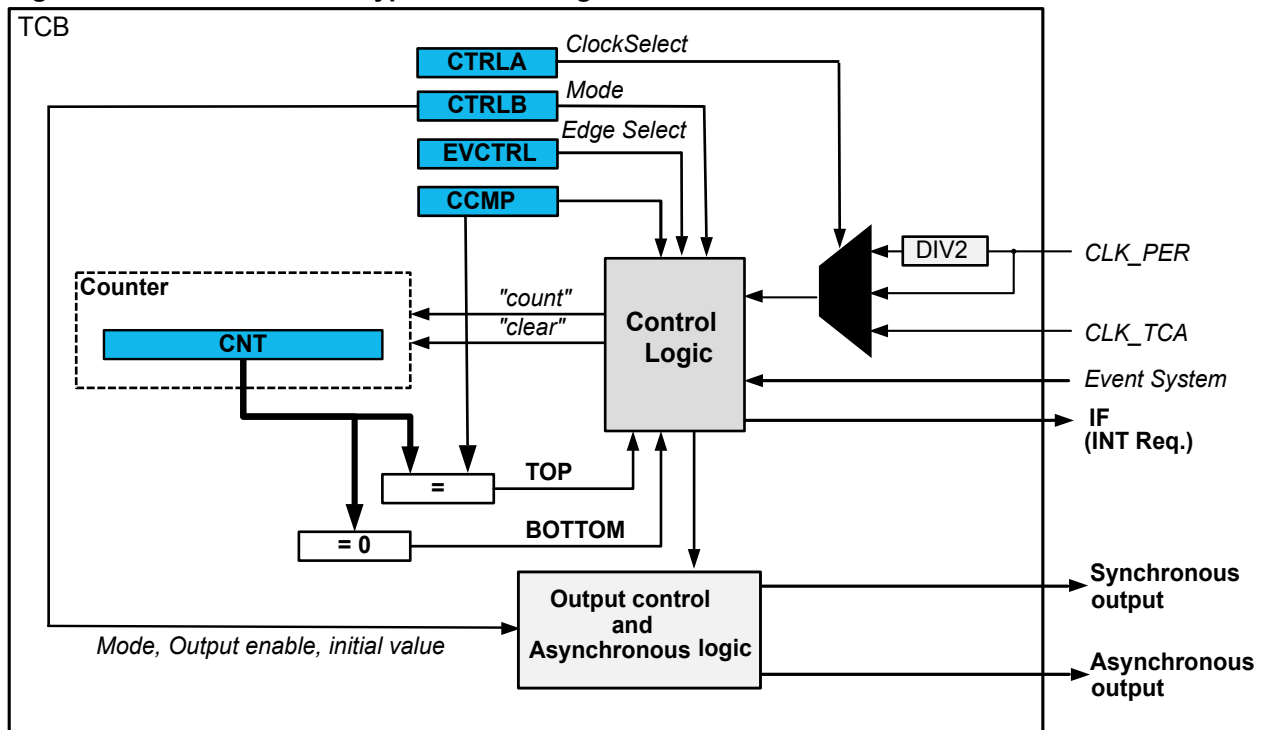 TCB
ClockSelect
CTRLA
Mode
CTRLB
Edge Select
EVCTRL
CCMP
DIV2
CLK_PER
Counter
"count"
"clear"
CNT
Control
Logic
CLK_TCA
Event System
IF
(INT Req.)
TOP
=
BOTTOM
= 0
Output control
and
Asynchronous logic
Synchronous
output
Mode, Output enable, initial value
Asynchronous
output